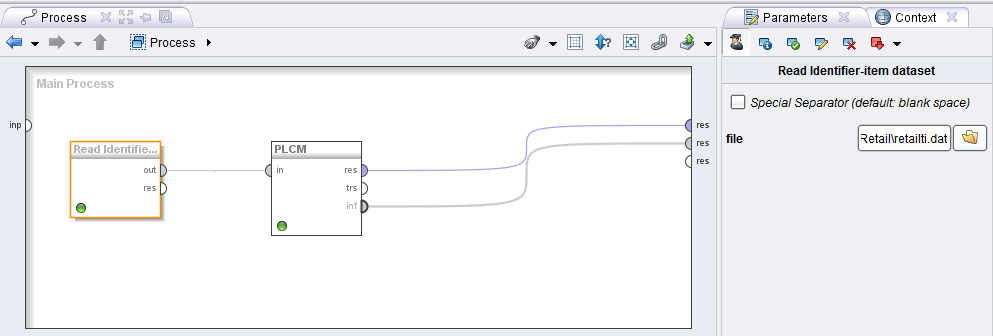 Process
Parameters
Context
Process
Read Identifier-item dataset
Main Process
Special Separator (default: blank space)
inp
res
file
Retail\retailti.dat
Read Identifie...
PLCM
res
out
in
res
res
res
trs
inf